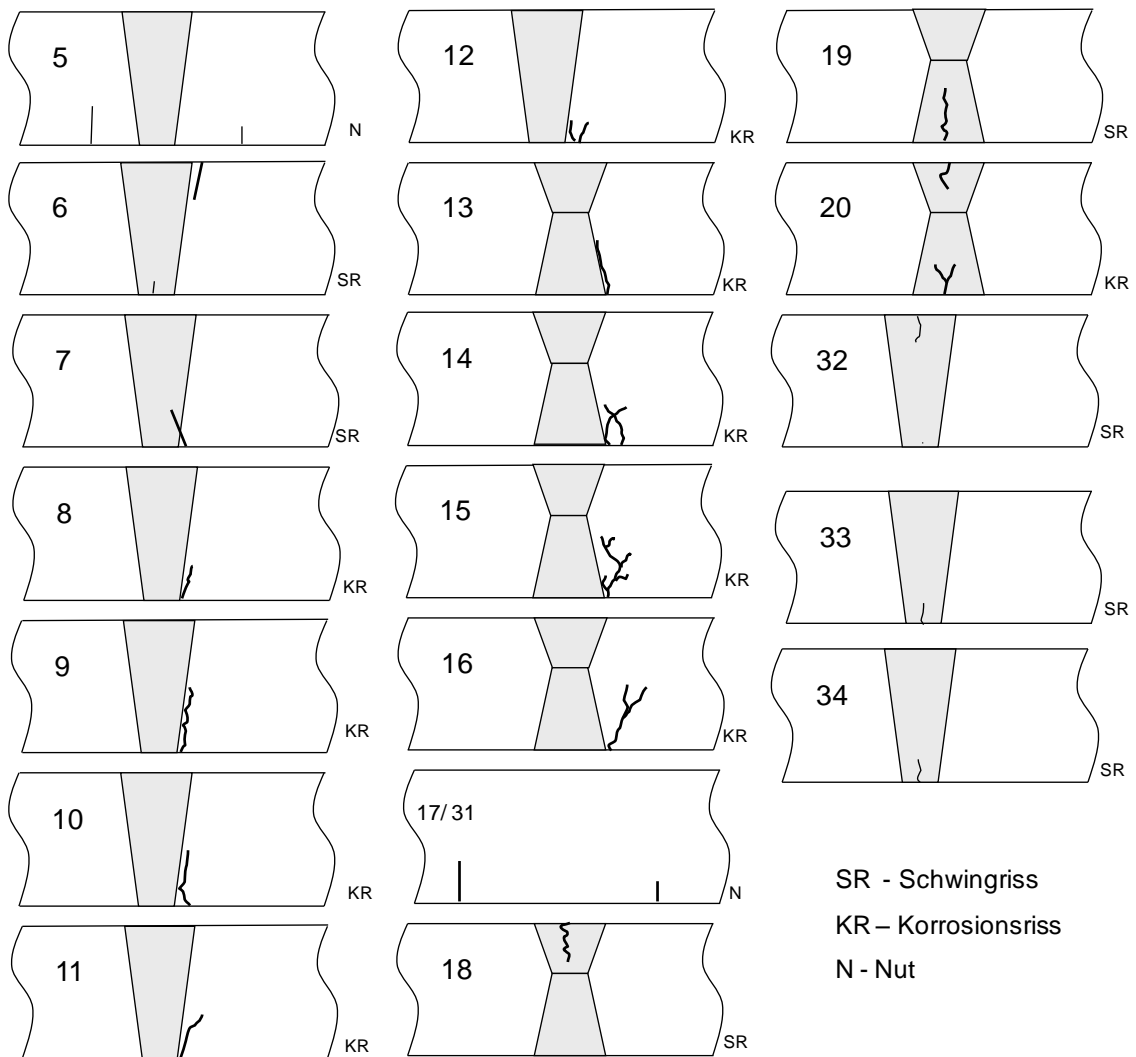 5
N
6
SR
7
SR
8
KR
9
KR
10
KR
11
KR
12
KR
13
KR
14
KR
15
KR
16
KR
17/ 31
N
18
SR
19
SR
20
KR
32
SR
33
SR
34
SR
SR - Schwingriss
KR – Korrosionsriss
N - Nut